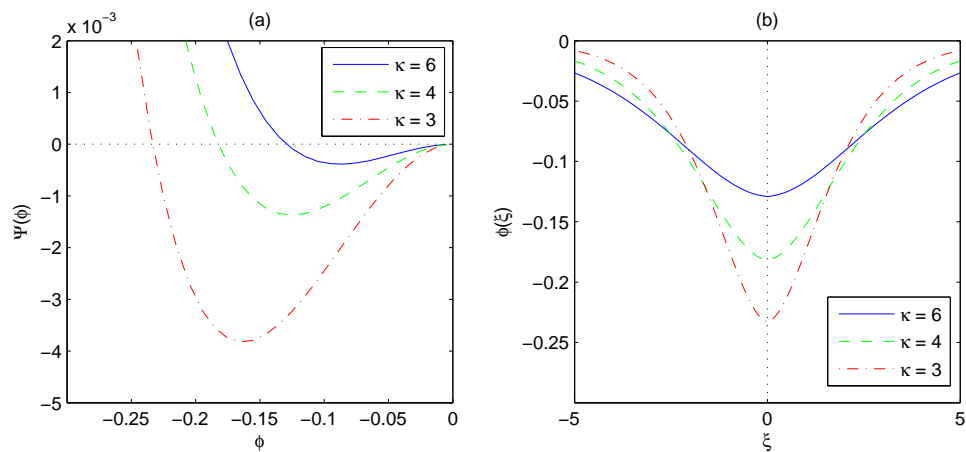 (a)
x 10⁻³
2
1
0
−1
−2
−3
−4
−5
Ψ(ϕ)
−0.25 −0.2 −0.15 −0.1 −0.05 0
ϕ
κ = 6
κ = 4
κ = 3
(b)
0
−0.05
−0.1
−0.15
−0.2
−0.25
ϕ(ξ)
−5 0 5
ξ
κ = 6
κ = 4
κ = 3